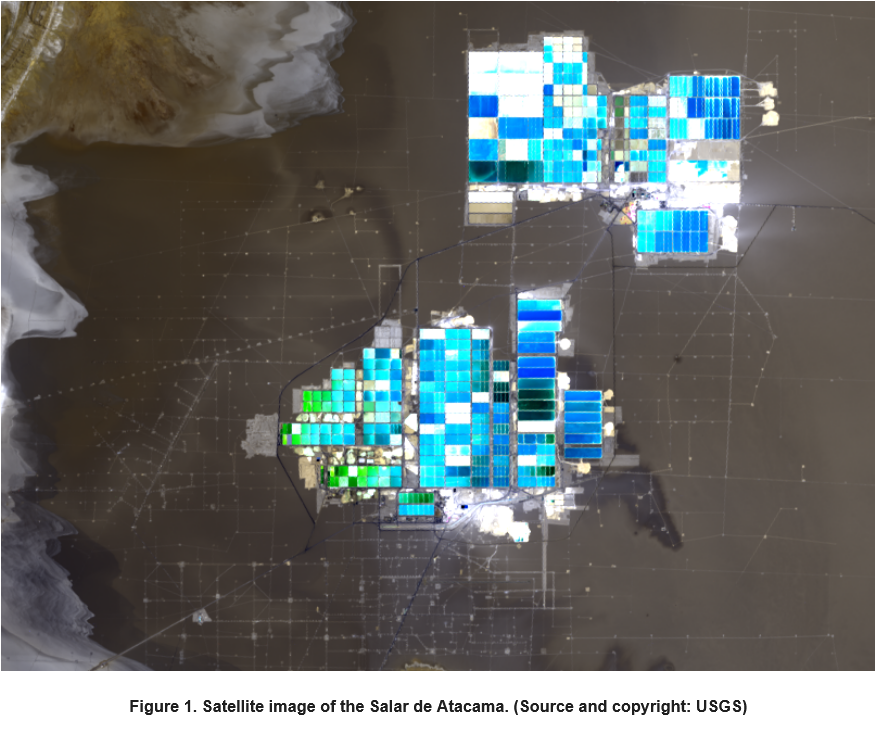 Figure 1. Satellite image of the Salar de Atacama. (Source and copyright: USGS)